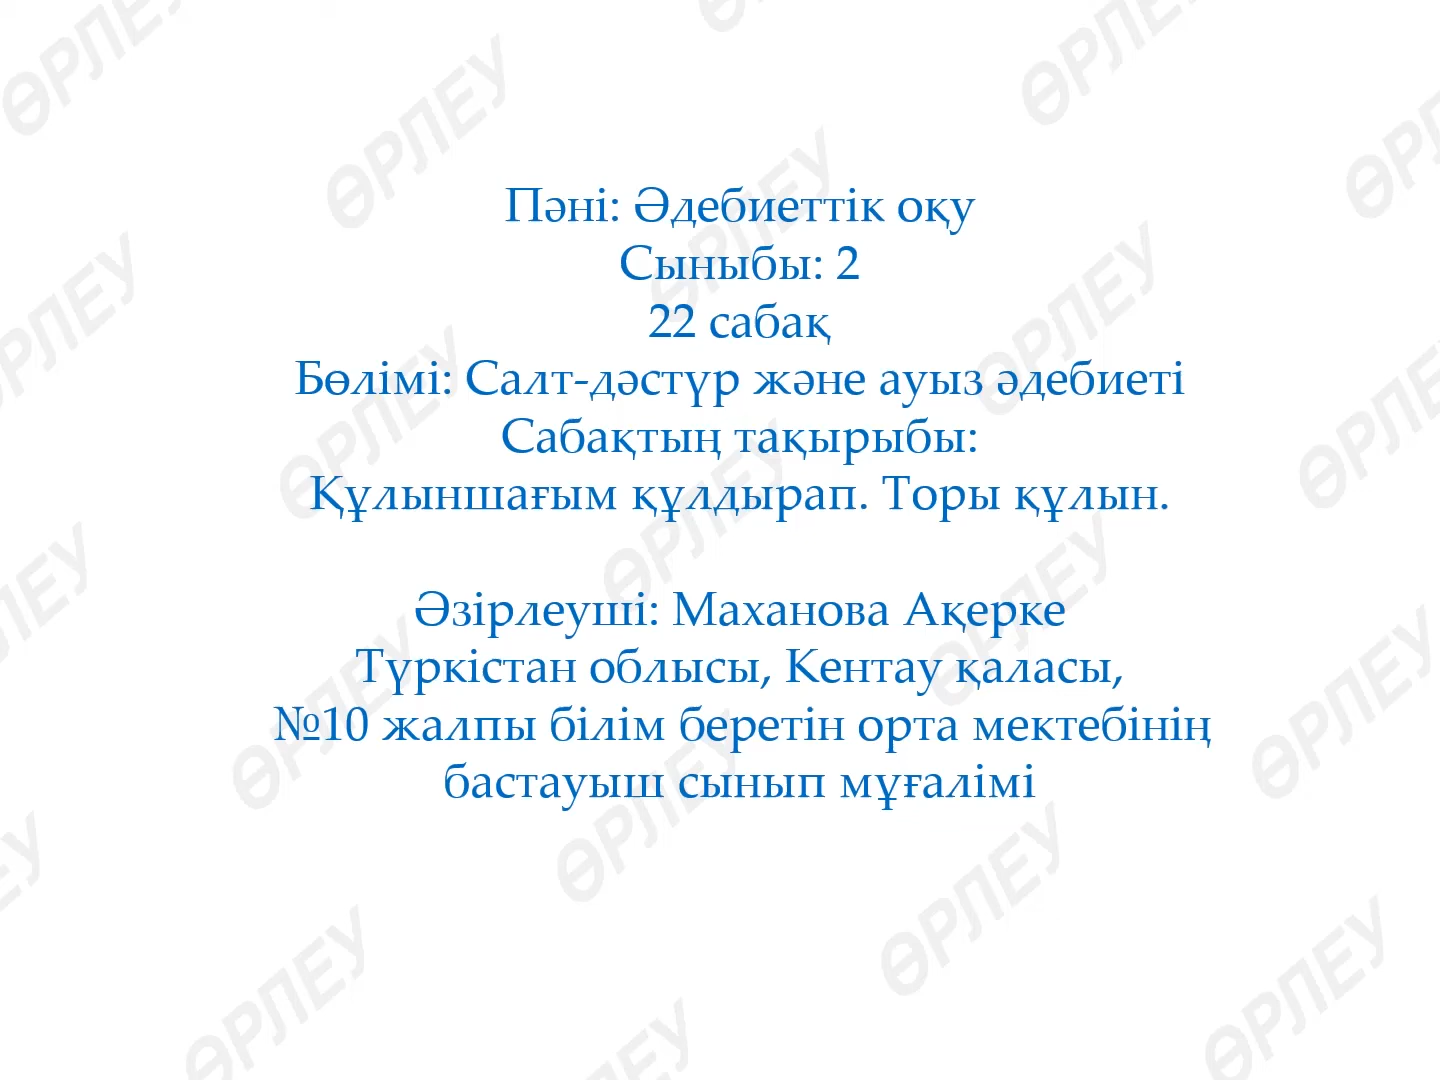 Пәні: Әдебиеттік оқу
Сыныбы: 2
22 сабақ
Бөлімі: Салт-дәстүр және ауыз әдебиеті
Сабақтың тақырыбы:
Құлыншағым құлдырап. Торы құлын.
Әзірлеуші: Маханова Ақерке
Түркістан облысы, Кентау қаласы,
№10 жалпы білім беретін орта мектебінің
бастауыш сынып мұғалімі
ӨРЛЕУ